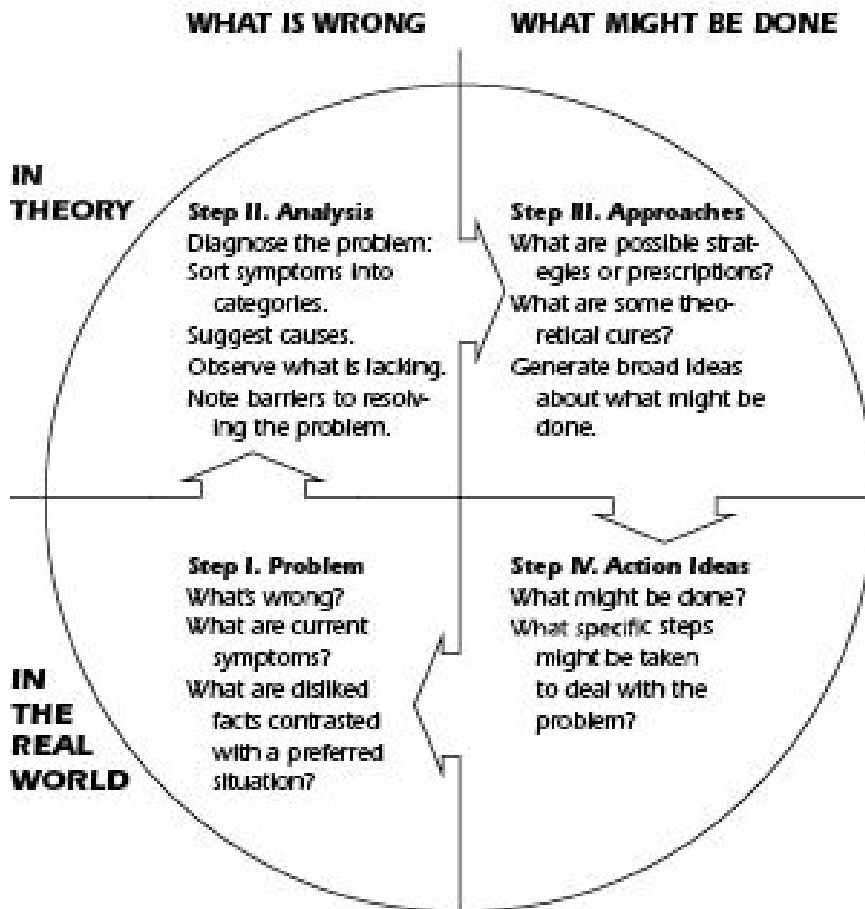 WHAT IS WRONG
WHAT MIGHT BE DONE
IN
THEORY
Step II. Analysis
Diagnose the problem:
Sort symptoms into
categories.
Suggest causes.
Observe what is lacking.
Note barriers to resolv-
ing the problem.
Step III. Approaches
What are possible strat-
egies or prescriptions?
What are some theo-
retical cures?
Generate broad ideas
about what might be
done.
IN
THE
REAL
WORLD
Step I. Problem
What's wrong?
What are current
symptoms?
What are disliked
facts contrasted
with a preferred
situation?
Step IV. Action Ideas
What might be done?
What specific steps
might be taken
to deal with the
problem?